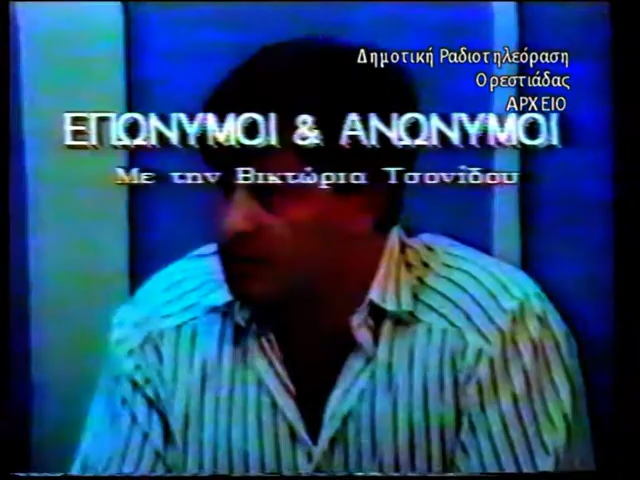 Δημοτική Ραδιοτηλεόραση
Ορεστιάδας
ΑΡΧΕΙΟ
ΕΠΩΝΥΜΟΙ & ΑΝΩΝΥΜΟΙ
Με την Βικτώρια Τσονίδου